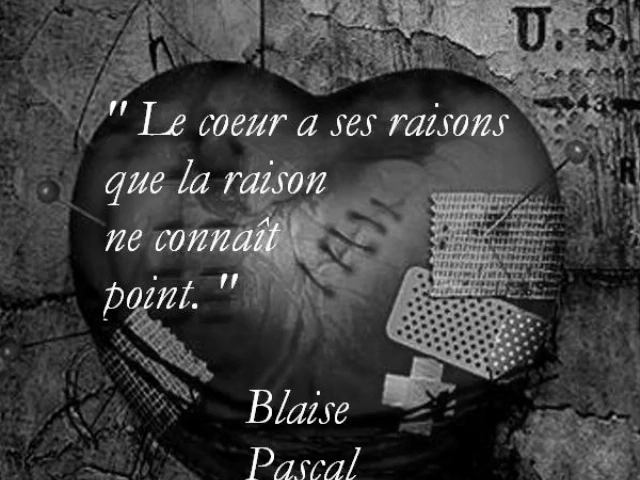 U. S.
" Le coeur a ses raisons
que la raison
ne connaît
point. "
Blaise
Pascal